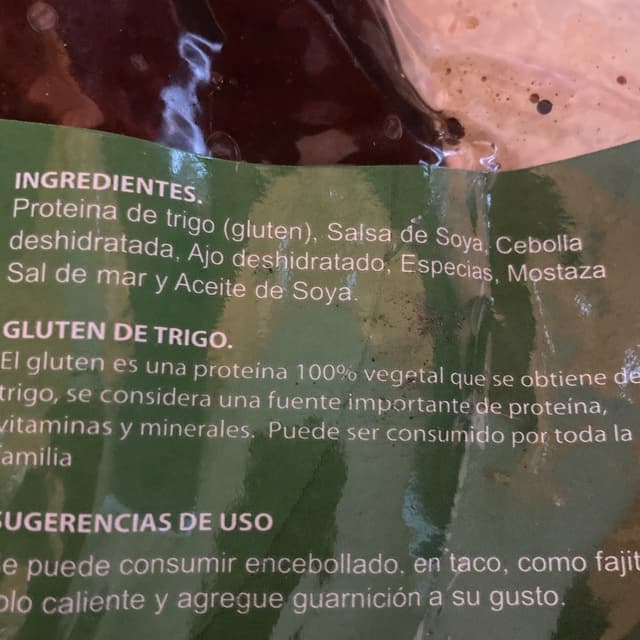 INGREDIENTES.
Proteina de trigo (gluten), Salsa de Soya, Cebolla
deshidratada, Ajo deshidratado, Especias, Mostaza
Sal de mar y Aceite de Soya.
GLUTEN DE TRIGO.
El gluten es una proteína 100% vegetal que se obtiene de
trigo, se considera una fuente importante de proteína,
vitaminas y minerales. Puede ser consumido por toda la
amilia
SUGERENCIAS DE USO
e puede consumir encebollado, en taco, como fajit
olo caliente y agregue guarnición a su gusto.